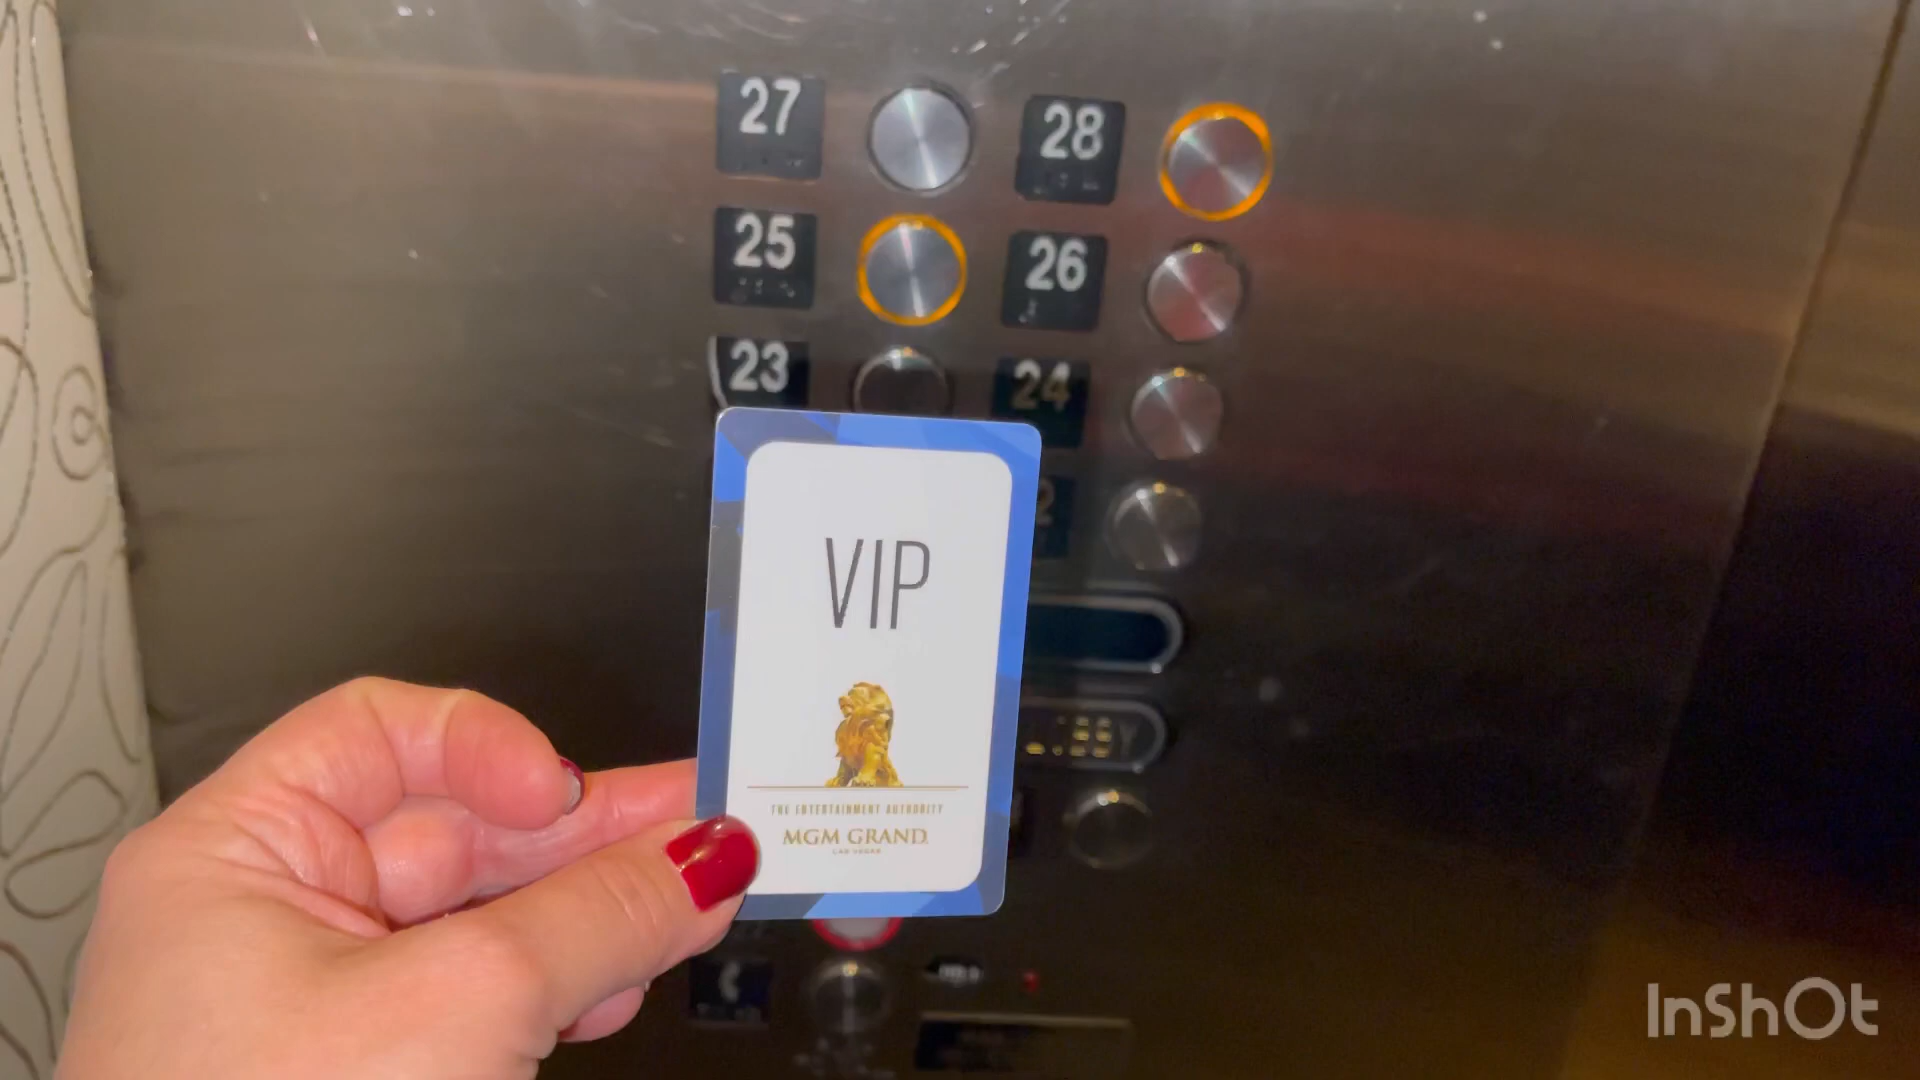 27 28
25 26
23 24
VIP
THE ENTERTAINMENT AUTHORITY
MGM GRAND
LAS VEGAS
InShOt